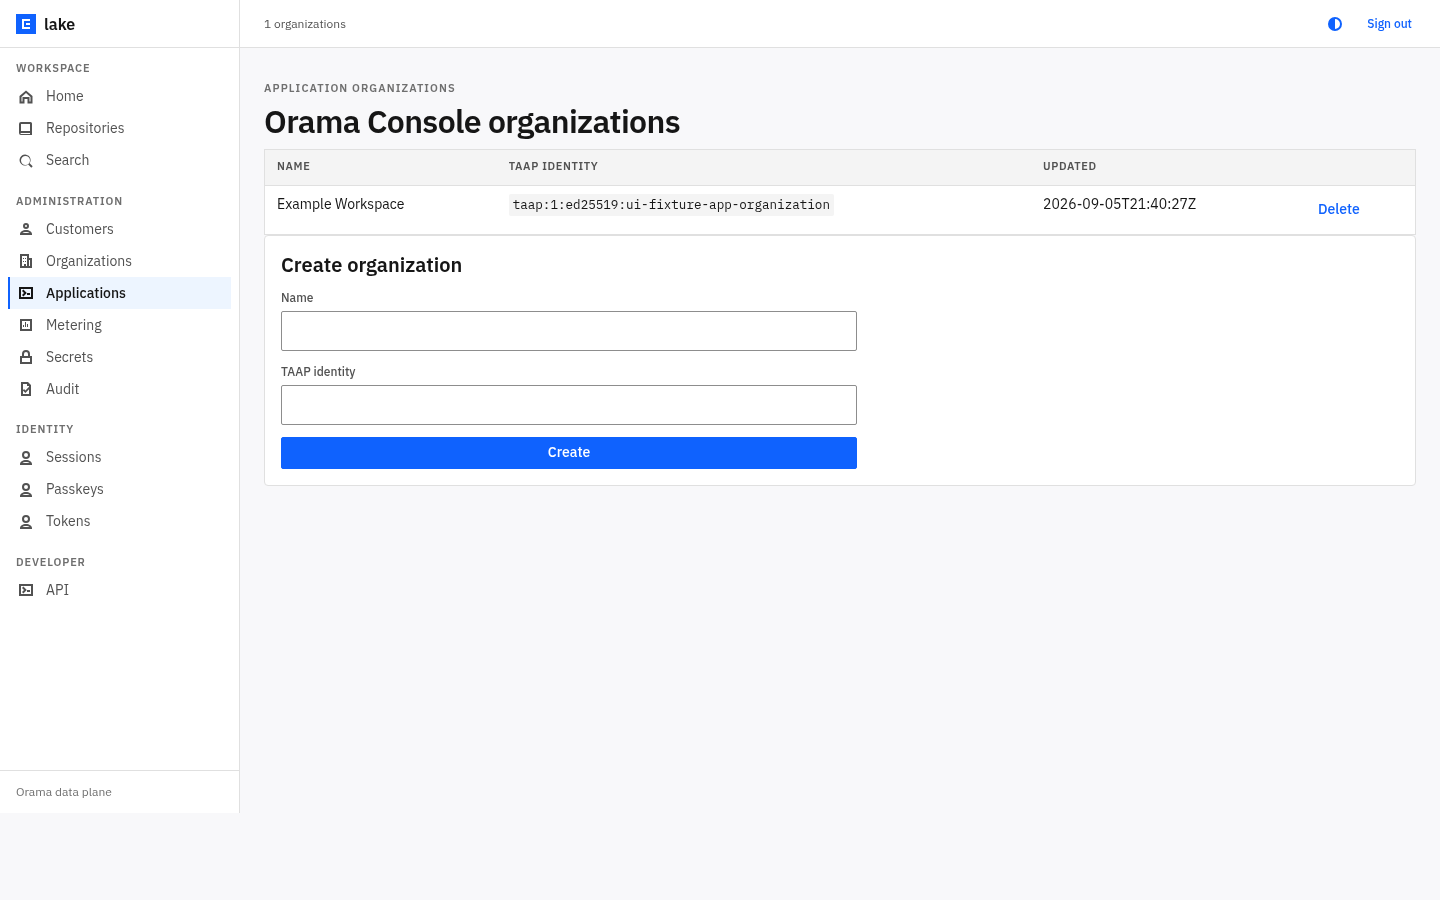 lake
1 organizations
Sign out
WORKSPACE
Home
Repositories
Search
ADMINISTRATION
Customers
Organizations
Applications
Metering
Secrets
Audit
IDENTITY
Sessions
Passkeys
Tokens
DEVELOPER
API
Orama data plane
APPLICATION ORGANIZATIONS
Orama Console organizations
NAME TAAP IDENTITY UPDATED
Example Workspace taap:1:ed25519:ui-fixture-app-organization 2026-09-05T21:40:27Z Delete
Create organization
Name
TAAP identity
Create